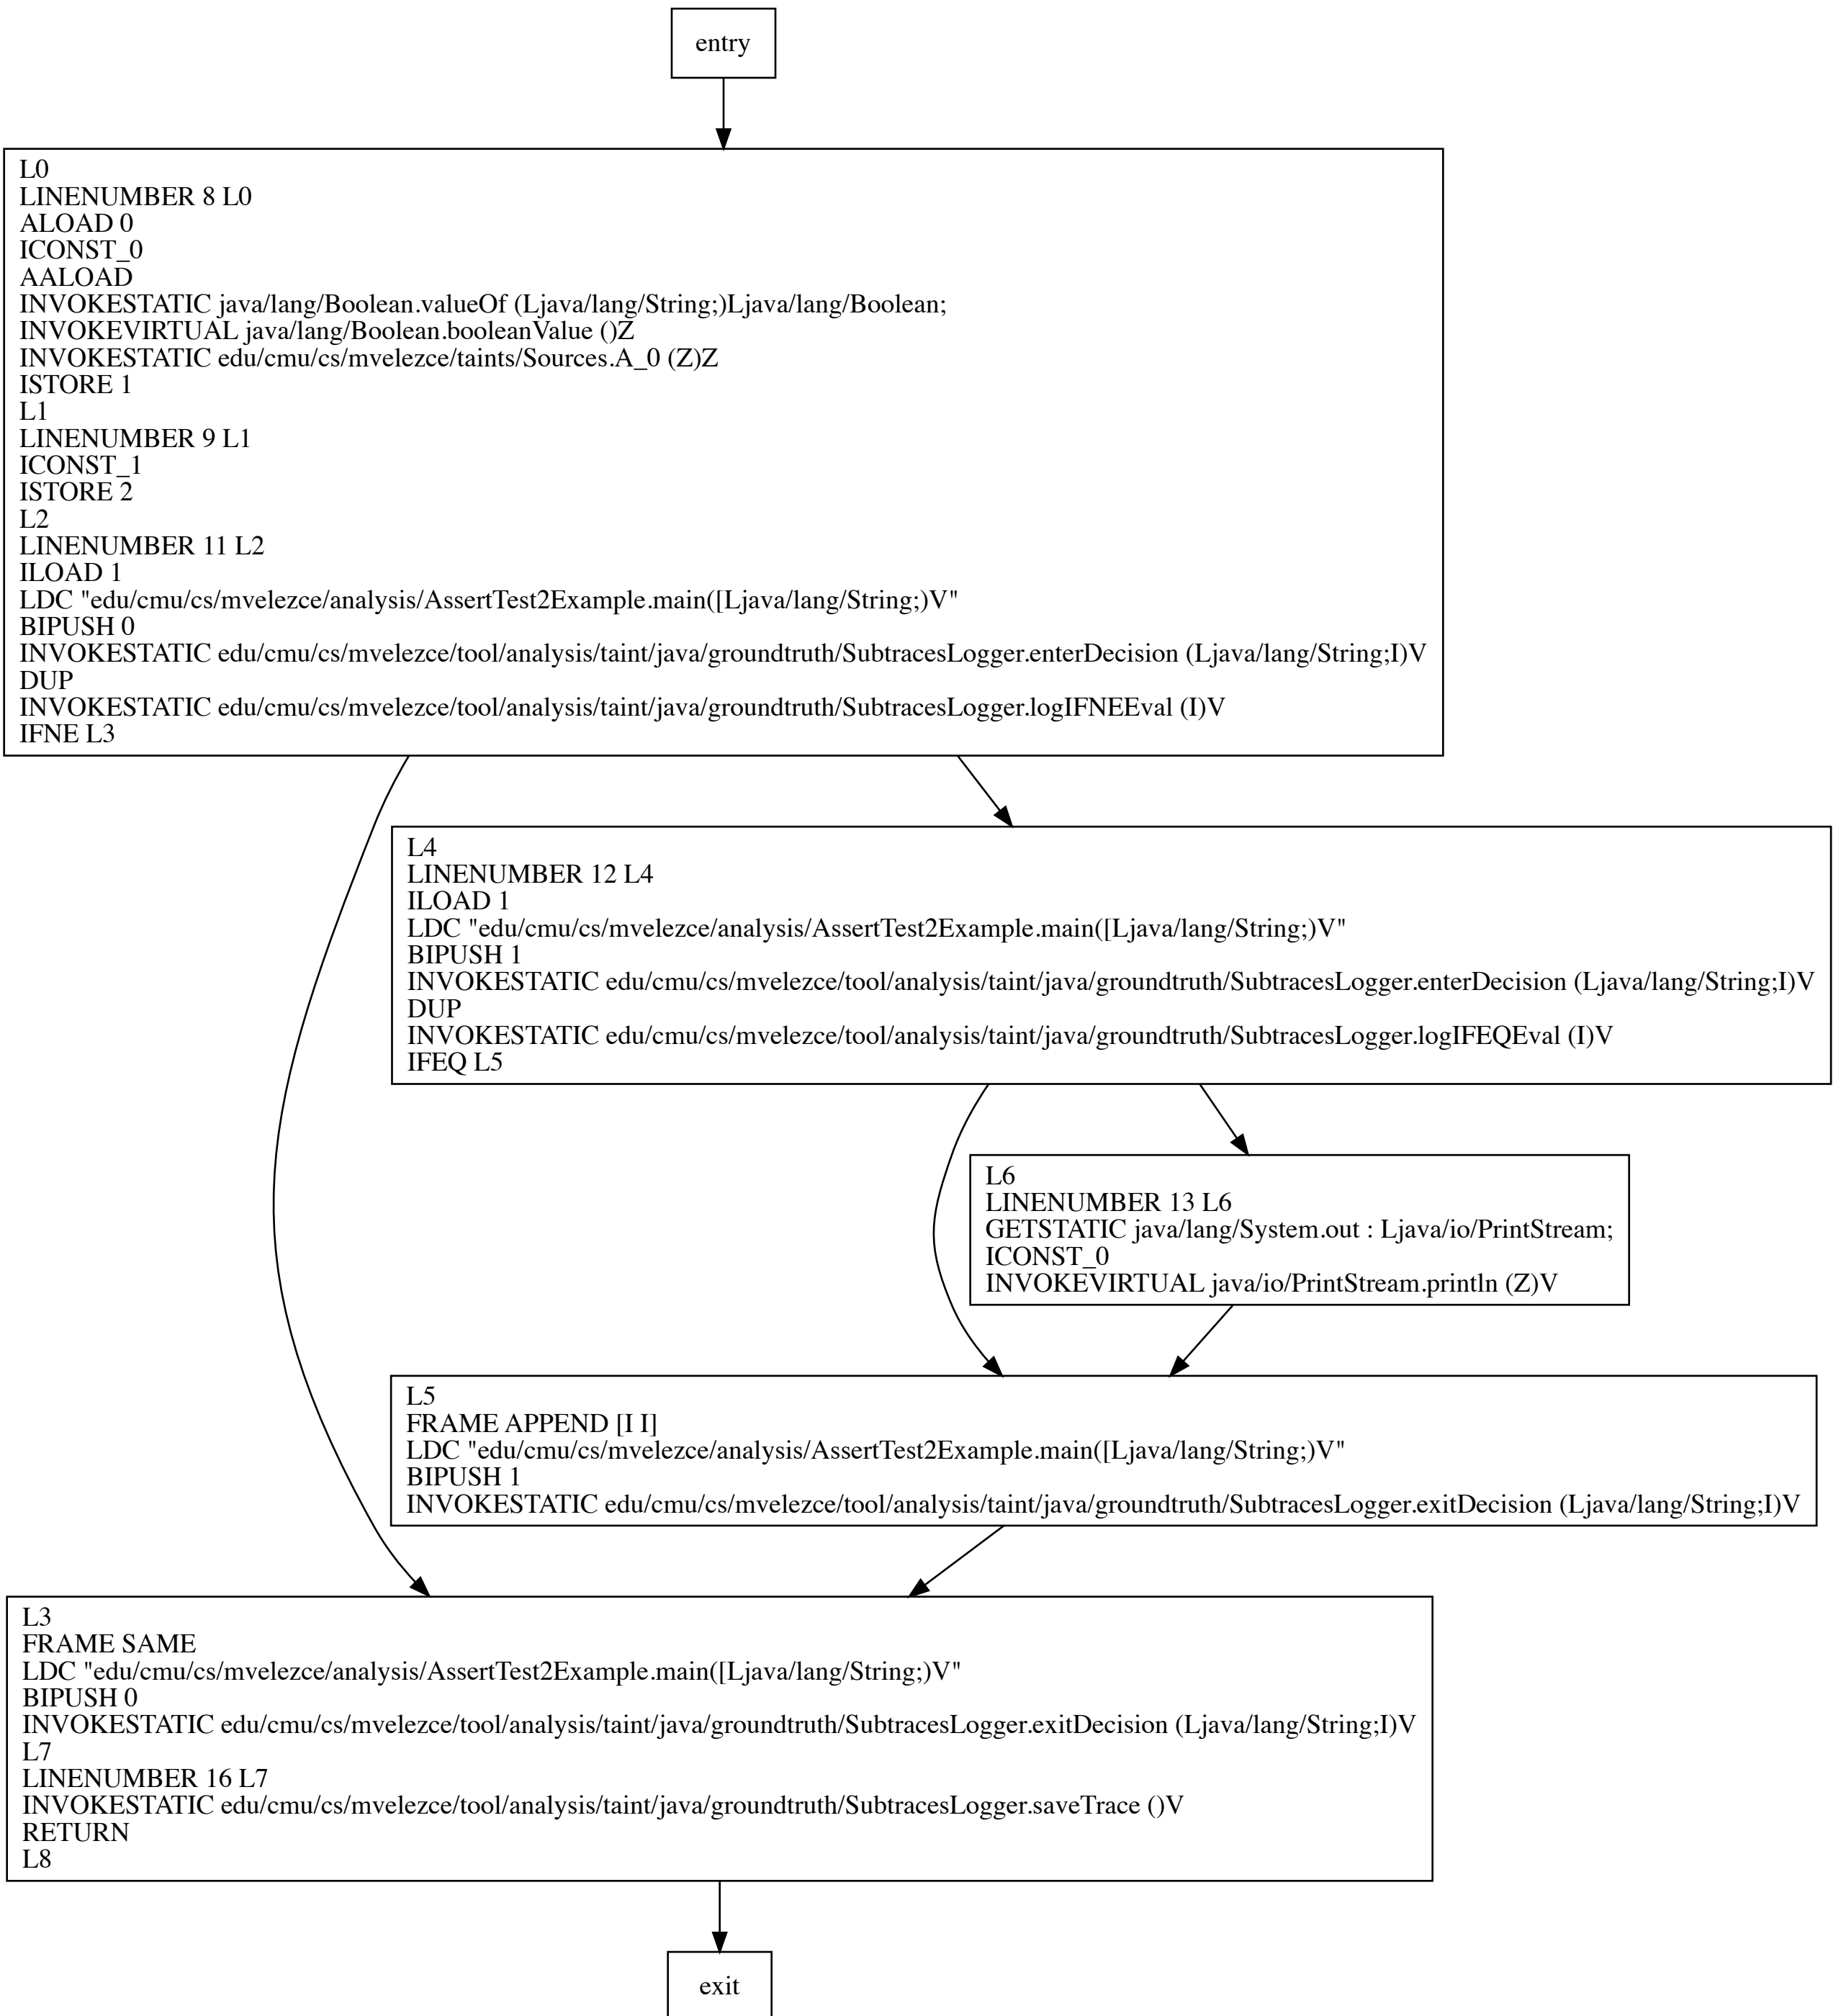 entry
L0
LINENUMBER 8 L0
ALOAD 0
ICONST_0
AALOAD
INVOKESTATIC java/lang/Boolean.valueOf (Ljava/lang/String;)Ljava/lang/Boolean;
INVOKEVIRTUAL java/lang/Boolean.booleanValue ()Z
INVOKESTATIC edu/cmu/cs/mvelezce/taints/Sources.A_0 (Z)Z
ISTORE 1
L1
LINENUMBER 9 L1
ICONST_1
ISTORE 2
L2
LINENUMBER 11 L2
ILOAD 1
LDC "edu/cmu/cs/mvelezce/analysis/AssertTest2Example.main([Ljava/lang/String;)V"
BIPUSH 0
INVOKESTATIC edu/cmu/cs/mvelezce/tool/analysis/taint/java/groundtruth/SubtracesLogger.enterDecision (Ljava/lang/String;I)V
DUP
INVOKESTATIC edu/cmu/cs/mvelezce/tool/analysis/taint/java/groundtruth/SubtracesLogger.logIFNEEval (I)V
IFNE L3
L4
LINENUMBER 12 L4
ILOAD 1
LDC "edu/cmu/cs/mvelezce/analysis/AssertTest2Example.main([Ljava/lang/String;)V"
BIPUSH 1
INVOKESTATIC edu/cmu/cs/mvelezce/tool/analysis/taint/java/groundtruth/SubtracesLogger.enterDecision (Ljava/lang/String;I)V
DUP
INVOKESTATIC edu/cmu/cs/mvelezce/tool/analysis/taint/java/groundtruth/SubtracesLogger.logIFEQEval (I)V
IFEQ L5
L6
LINENUMBER 13 L6
GETSTATIC java/lang/System.out : Ljava/io/PrintStream;
ICONST_0
INVOKEVIRTUAL java/io/PrintStream.println (Z)V
L5
FRAME APPEND [I I]
LDC "edu/cmu/cs/mvelezce/analysis/AssertTest2Example.main([Ljava/lang/String;)V"
BIPUSH 1
INVOKESTATIC edu/cmu/cs/mvelezce/tool/analysis/taint/java/groundtruth/SubtracesLogger.exitDecision (Ljava/lang/String;I)V
L3
FRAME SAME
LDC "edu/cmu/cs/mvelezce/analysis/AssertTest2Example.main([Ljava/lang/String;)V"
BIPUSH 0
INVOKESTATIC edu/cmu/cs/mvelezce/tool/analysis/taint/java/groundtruth/SubtracesLogger.exitDecision (Ljava/lang/String;I)V
L7
LINENUMBER 16 L7
INVOKESTATIC edu/cmu/cs/mvelezce/tool/analysis/taint/java/groundtruth/SubtracesLogger.saveTrace ()V
RETURN
L8
exit